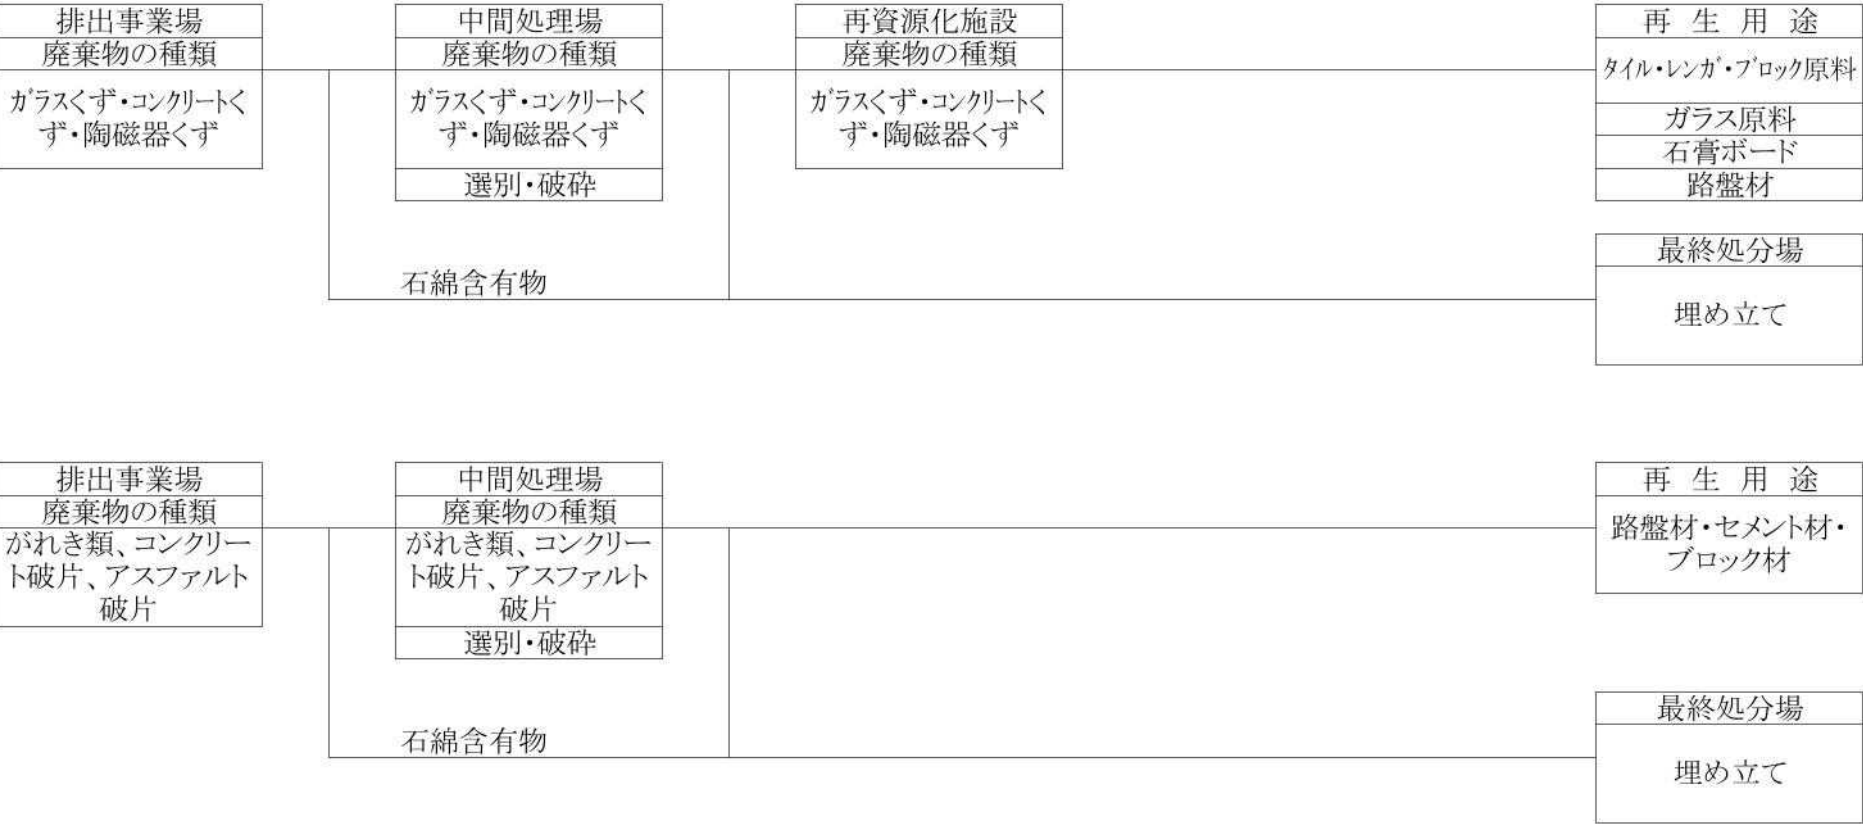 排出事業場
廃棄物の種類
ガラスくず・コンクリートく
ず・陶磁器くず
中間処理場
廃棄物の種類
ガラスくず・コンクリートく
ず・陶磁器くず
選別・破砕
再資源化施設
廃棄物の種類
ガラスくず・コンクリートく
ず・陶磁器くず
再 生 用 途
タイル・レンガ・ブロック原料
ガラス原料
石膏ボード
路盤材
石綿含有物
最終処分場
埋め立て
排出事業場
廃棄物の種類
がれき類、コンクリー
ト破片、アスファルト
破片
中間処理場
廃棄物の種類
がれき類、コンクリー
ト破片、アスファルト
破片
選別・破砕
再 生 用 途
路盤材・セメント材・
ブロック材
石綿含有物
最終処分場
埋め立て